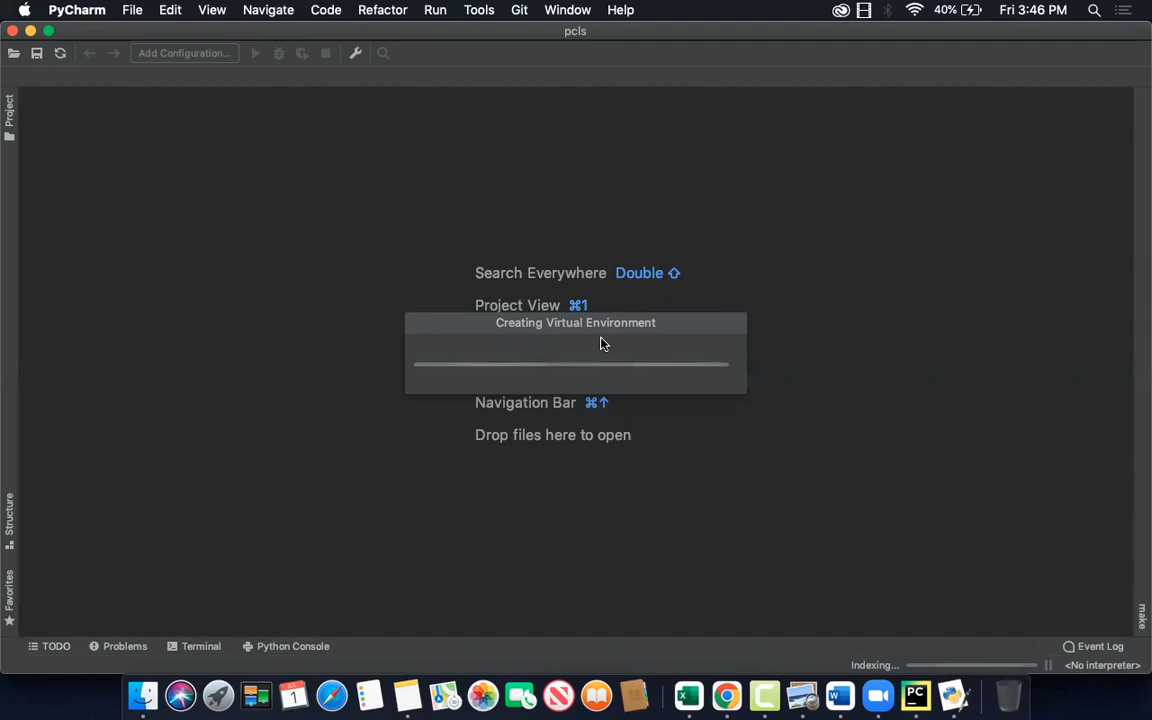 PyCharm File Edit View Navigate Code Refactor Run Tools Git Window Help 40% Fri 3:46 PM
pcls
Add Configuration...
Project
Search Everywhere Double ⇧
Project View ⌘1
Creating Virtual Environment
Navigation Bar ⌘↑
Drop files here to open
Structure
Favorites
make
TODO Problems Terminal Python Console Event Log
Indexing... <No interpreter>
1
PC